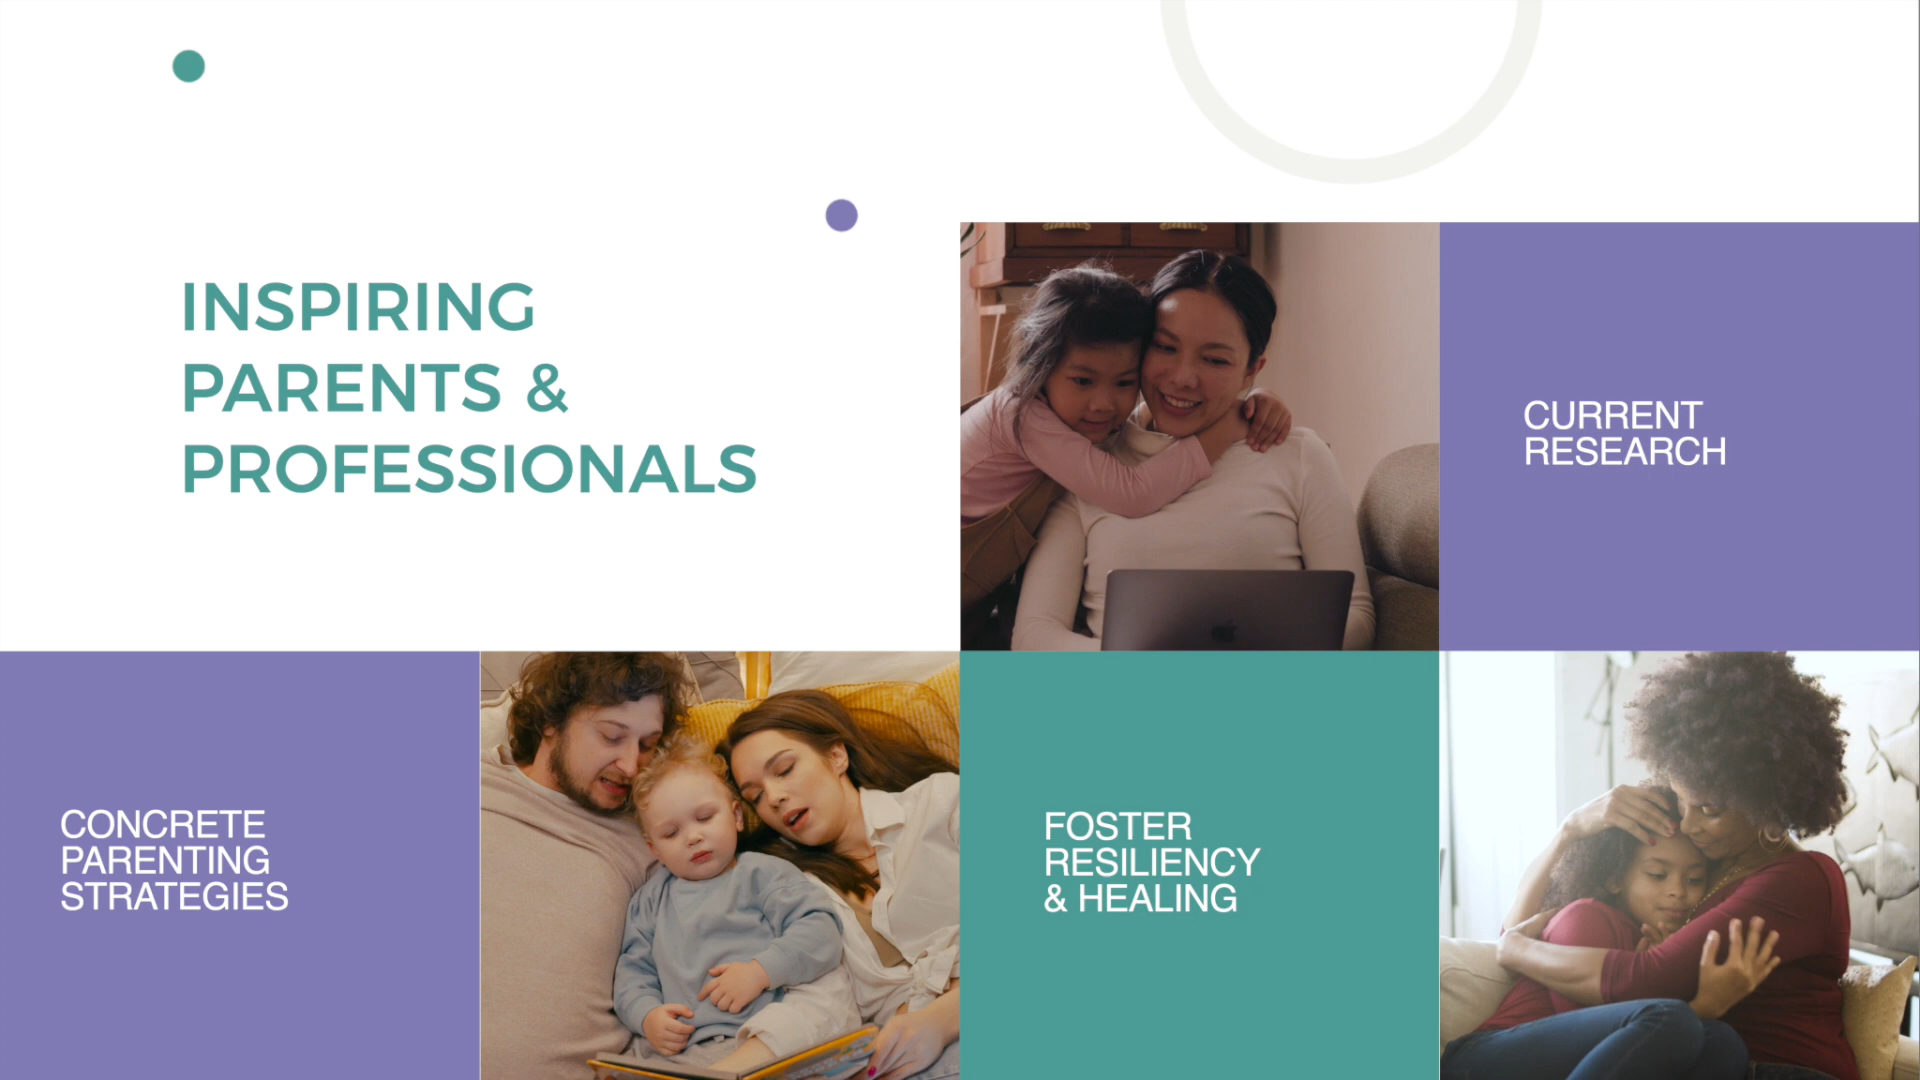 INSPIRING
PARENTS &
PROFESSIONALS
CURRENT
RESEARCH
CONCRETE
PARENTING
STRATEGIES
FOSTER
RESILIENCY
& HEALING